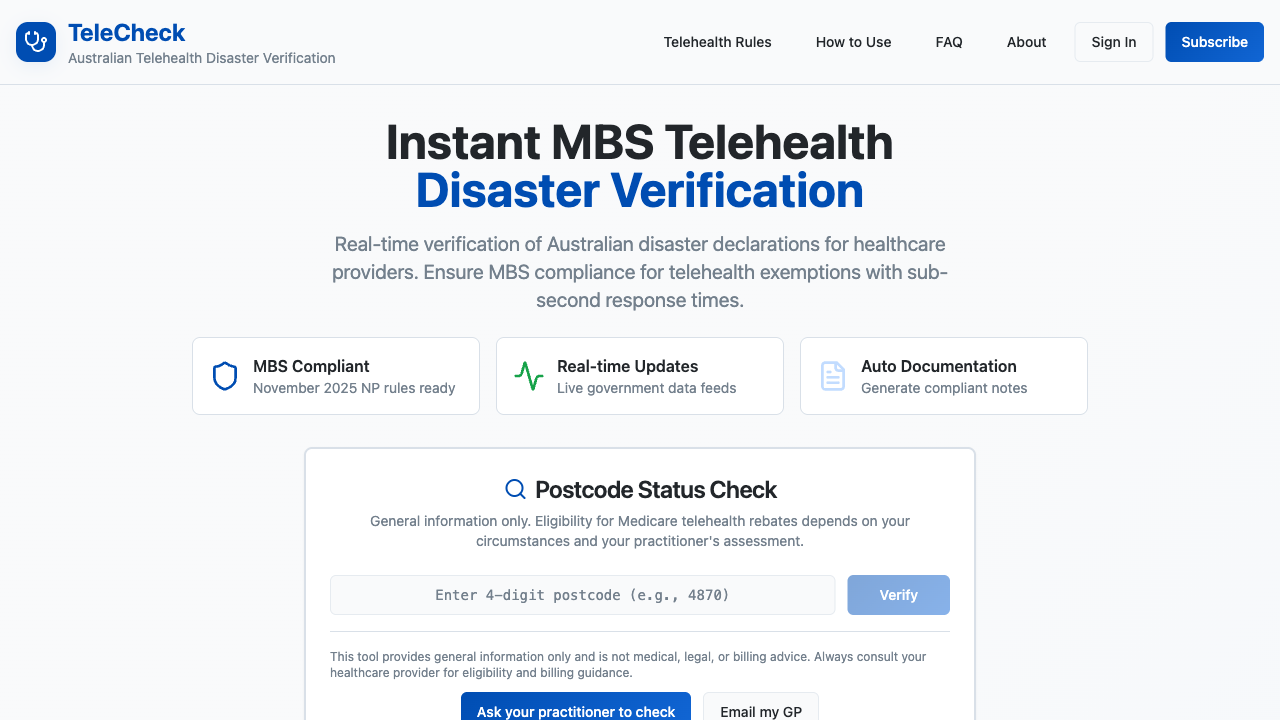 TeleCheck
Australian Telehealth Disaster Verification
Telehealth Rules
How to Use
FAQ
About
Sign In
Subscribe
Instant MBS Telehealth
Disaster Verification
Real-time verification of Australian disaster declarations for healthcare
providers. Ensure MBS compliance for telehealth exemptions with sub-
second response times.
MBS Compliant
November 2025 NP rules ready
Real-time Updates
Live government data feeds
Auto Documentation
Generate compliant notes
Postcode Status Check
General information only. Eligibility for Medicare telehealth rebates depends on your
circumstances and your practitioner's assessment.
Enter 4-digit postcode (e.g., 4870)
Verify
This tool provides general information only and is not medical, legal, or billing advice. Always consult your
healthcare provider for eligibility and billing guidance.
Ask your practitioner to check
Email my GP